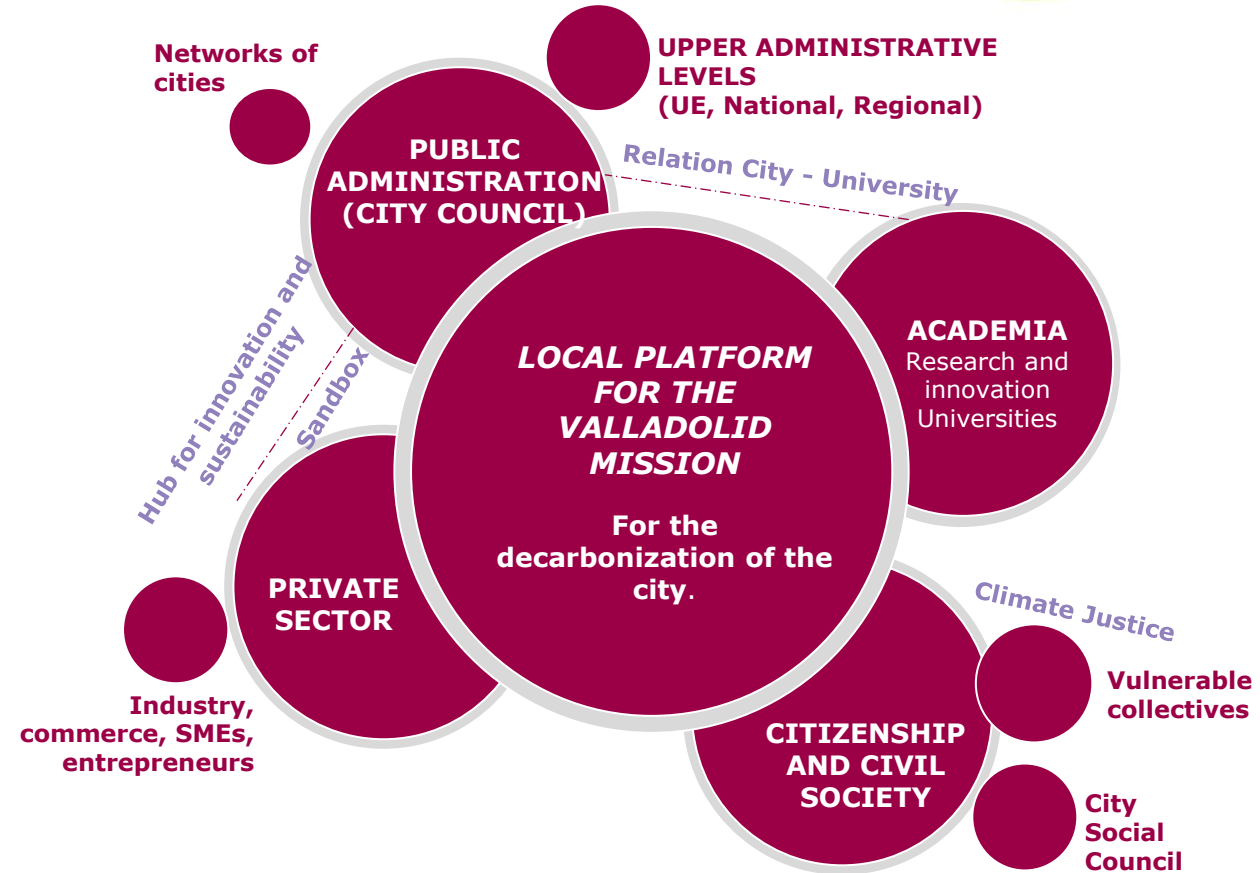 Networks of
cities
UPPER ADMINISTRATIVE
LEVELS
(UE, National, Regional)
PUBLIC
ADMINISTRATION
(CITY COUNCIL)
Relation City - University
ACADEMIA
Research and
innovation
Universities
Hub for innovation and
sustainability
Sandbox
LOCAL PLATFORM
FOR THE
VALLADOLID
MISSION
For the
decarbonization of the
city.
PRIVATE
SECTOR
Industry,
commerce, SMEs,
entrepreneurs
Climate Justice
Vulnerable
collectives
CITIZENSHIP
AND CIVIL
SOCIETY
City
Social
Council